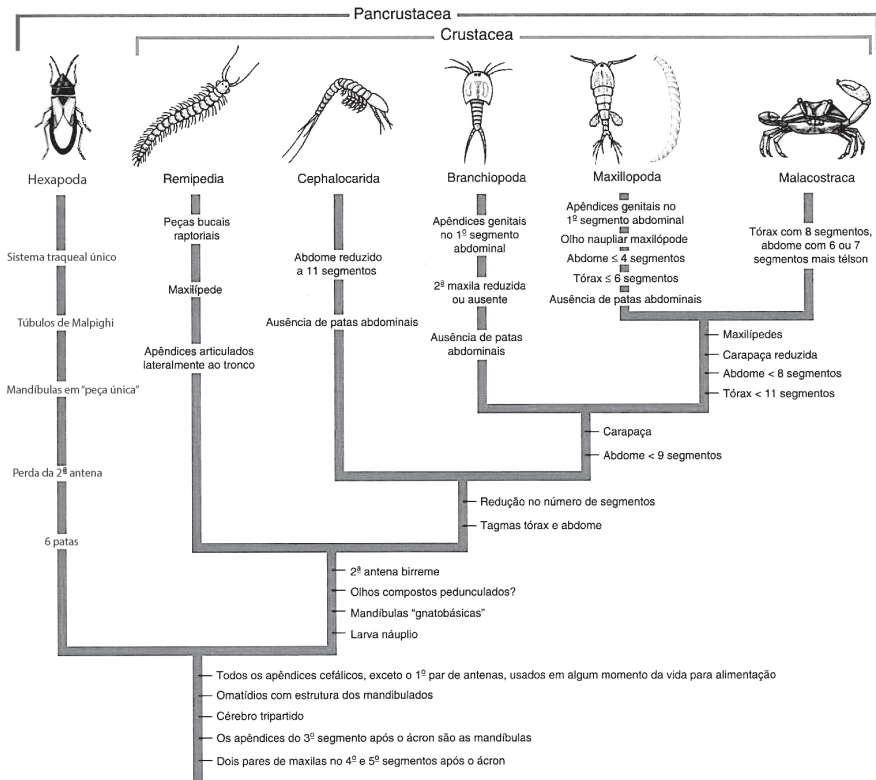 Pancrustacea
Crustacea
Hexapoda
Remipedia
Cephalocarida
Branchiopoda
Maxillopoda
Malacostraca
Sistema traqueal único
Túbulos de Malpighi
Mandíbulas em “peça única”
Perda da 2ª antena
6 patas
Peças bucais
raptoriais
Maxilípede
Apêndices articulados
lateralmente ao tronco
Abdome reduzido
a 11 segmentos
Ausência de patas abdominais
Apêndices genitais
no 1º segmento
abdominal
2ª maxila reduzida
ou ausente
Ausência de patas
abdominais
Apêndices genitais no
1º segmento abdominal
Olho naupliar maxilópode
Abdome ≤ 4 segmentos
Tórax ≤ 6 segmentos
Ausência de patas abdominais
Tórax com 8 segmentos,
abdome com 6 ou 7
segmentos mais télson
Maxilípedes
Carapaça reduzida
Abdome < 8 segmentos
Tórax < 11 segmentos
Carapaça
Abdome < 9 segmentos
Redução no número de segmentos
Tagmas tórax e abdome
2ª antena birreme
Olhos compostos pedunculados?
Mandíbulas “gnatobásicas”
Larva náuplio
Todos os apêndices cefálicos, exceto o 1º par de antenas, usados em algum momento da vida para alimentação
Omatídios com estrutura dos mandibulados
Cérebro tripartido
Os apêndices do 3º segmento após o ácron são as mandíbulas
Dois pares de maxilas no 4º e 5º segmentos após o ácron